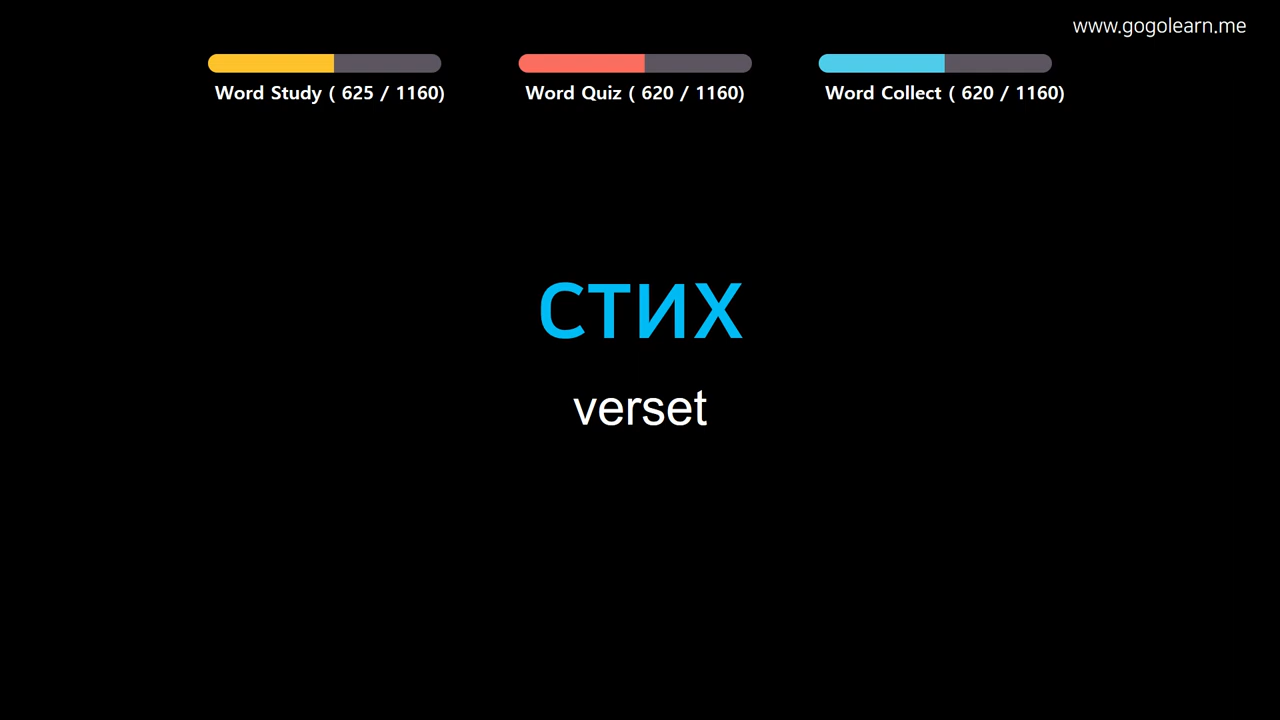 www.gogolearn.me
Word Study ( 625 / 1160)
Word Quiz ( 620 / 1160)
Word Collect ( 620 / 1160)
стих
verset